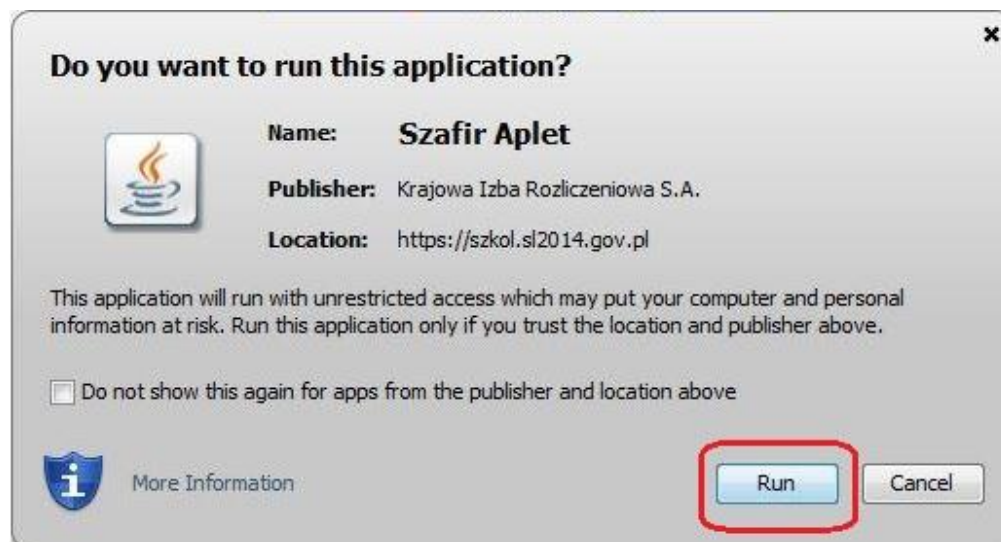 Do you want to run this application?
Name: Szafir Aplet
Publisher: Krajowa Izba Rozliczeniowa S.A.
Location: https://szkol.sl2014.gov.pl
This application will run with unrestricted access which may put your computer and personal
information at risk. Run this application only if you trust the location and publisher above.
Do not show this again for apps from the publisher and location above
More Information
Run
Cancel